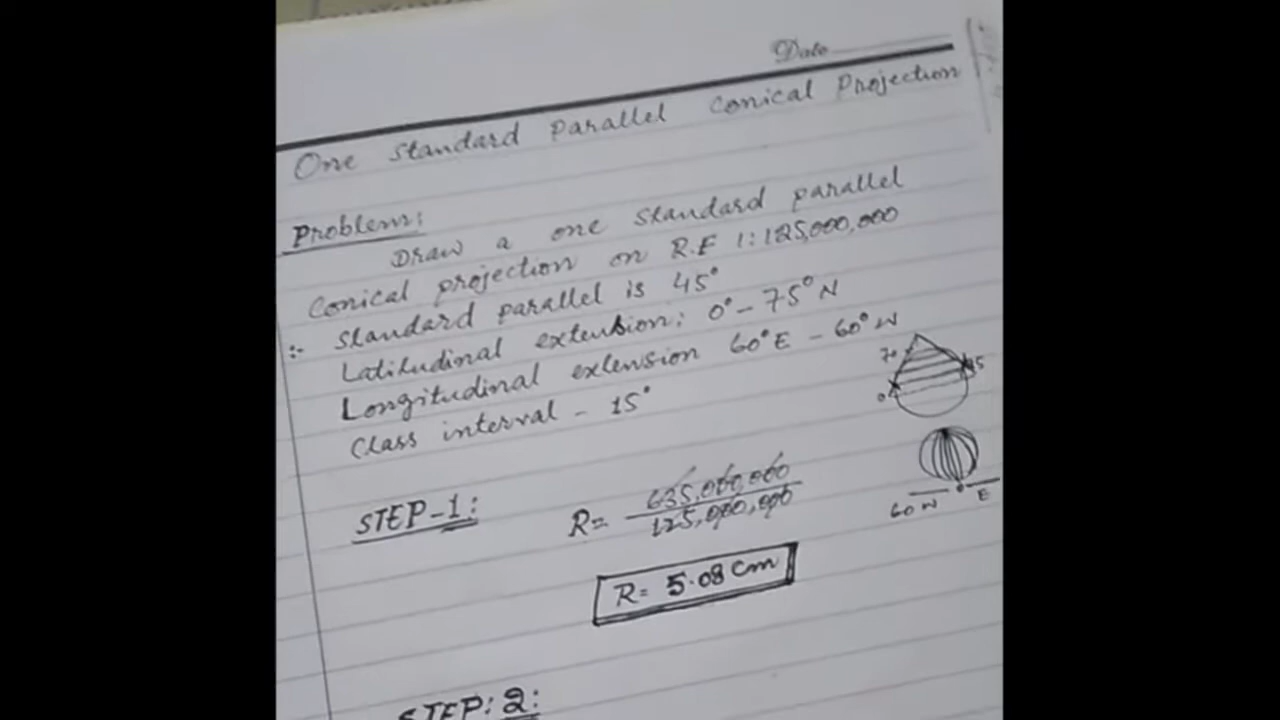 Date
One Standard Parallel Conical Projection
Problem:
Draw a one standard parallel
Conical projection on R.F 1:125,000,000
Standard parallel is 45°
∴ Latitudinal extension: 0° - 75° N
Longitudinal extension 60°E - 60° W
Class interval - 15°
70
45
0
60 W
E
STEP-1:
R= 635,000,000
125,000,000
R= 5.08 cm
STEP: 2: